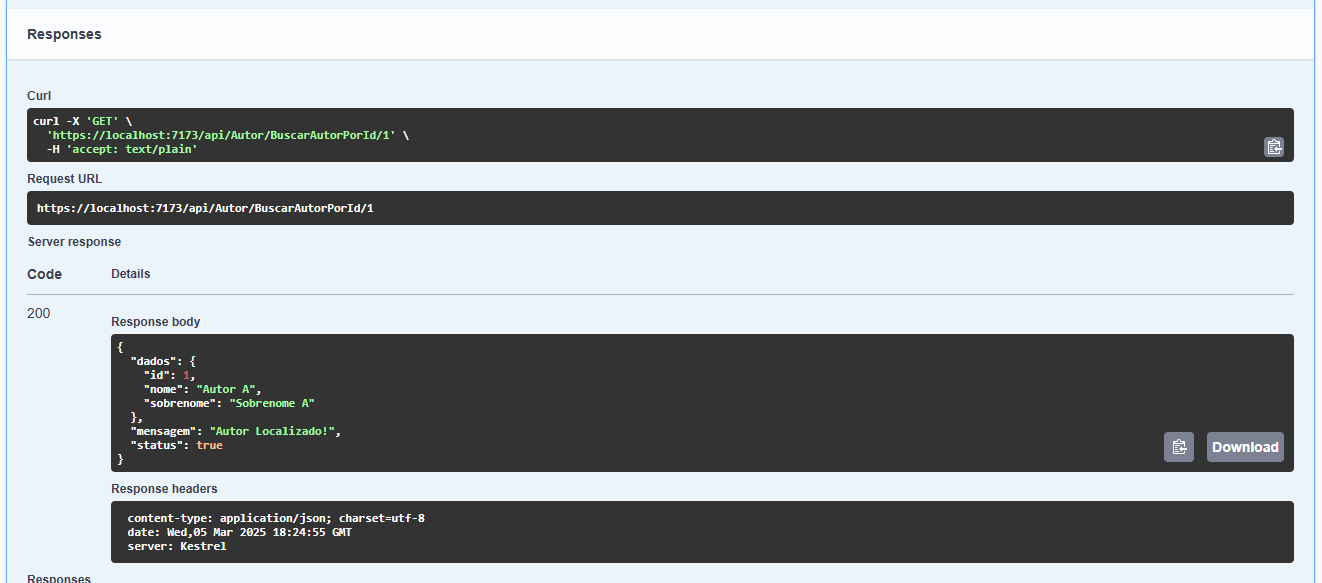 Responses
Curl
curl -X 'GET' \
'https://localhost:7173/api/Autor/BuscarAutorPorId/1' \
-H 'accept: text/plain'
Request URL
https://localhost:7173/api/Autor/BuscarAutorPorId/1
Server response
Code Details
200
Response body
{
"dados": {
"id": 1,
"nome": "Autor A",
"sobrenome": "Sobrenome A"
},
"mensagem": "Autor Localizado!",
"status": true
}
Download
Response headers
content-type: application/json; charset=utf-8
date: Wed,05 Mar 2025 18:24:55 GMT
server: Kestrel
Responses